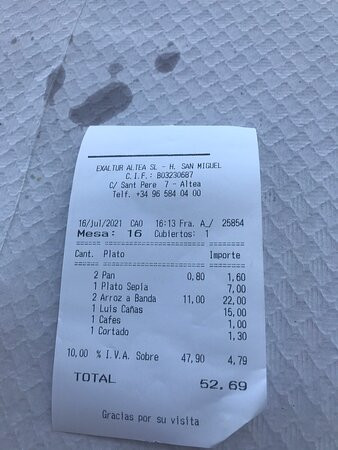 EXALTUR ALTEA SL - H. SAN MIGUEL
C.I.F.: B03230687
C/ Sant Pere 7 - Altea
Telf. +34 96 584 04 00
16/jul/2021 CAO 16:13 Fra. A_/ 25854
Mesa: 16 Cubiertos: 1
Cant. Plato Importe
2 Pan 0,80 1,60
1 Plato Sepia 7,00
2 Arroz a Banda 11,00 22,00
1 Luis Cañas 15,00
1 Cafes 1,00
1 Cortado 1,30
10,00 % I.V.A. Sobre 47,90 4,79
TOTAL 52,69
Gracias por su visita